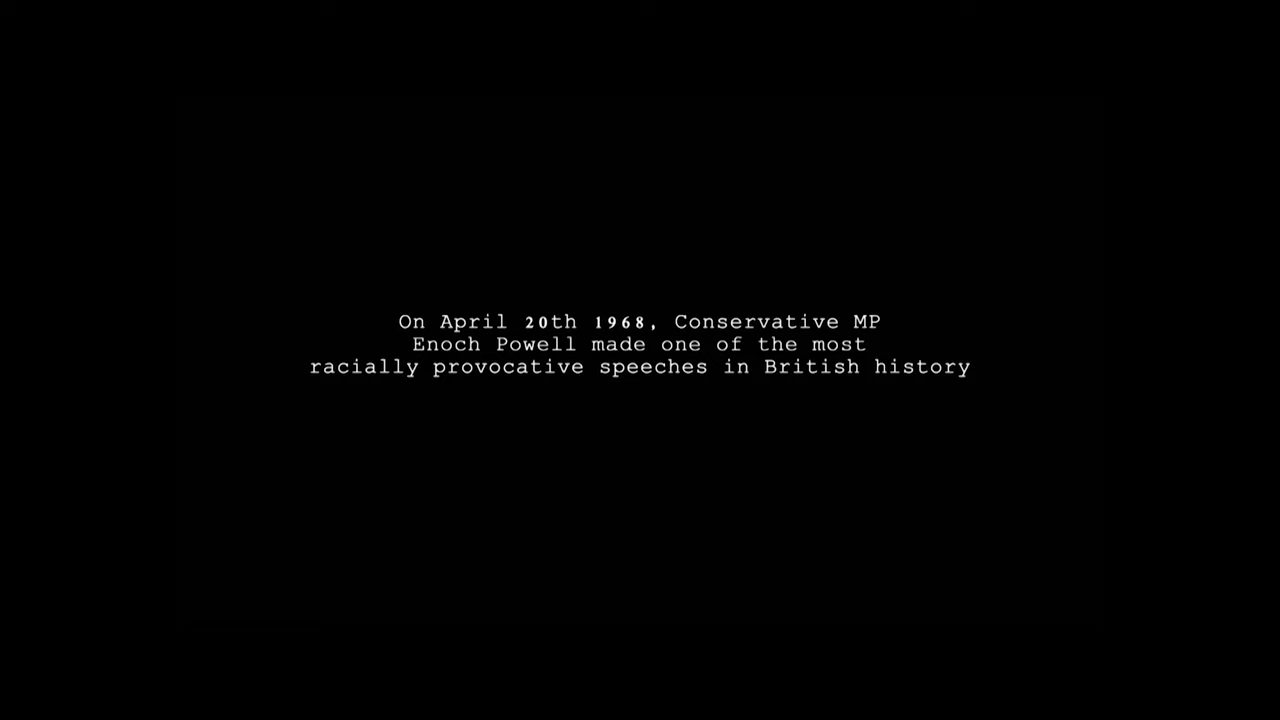 On April 20th 1968, Conservative MP
Enoch Powell made one of the most
racially provocative speeches in British history